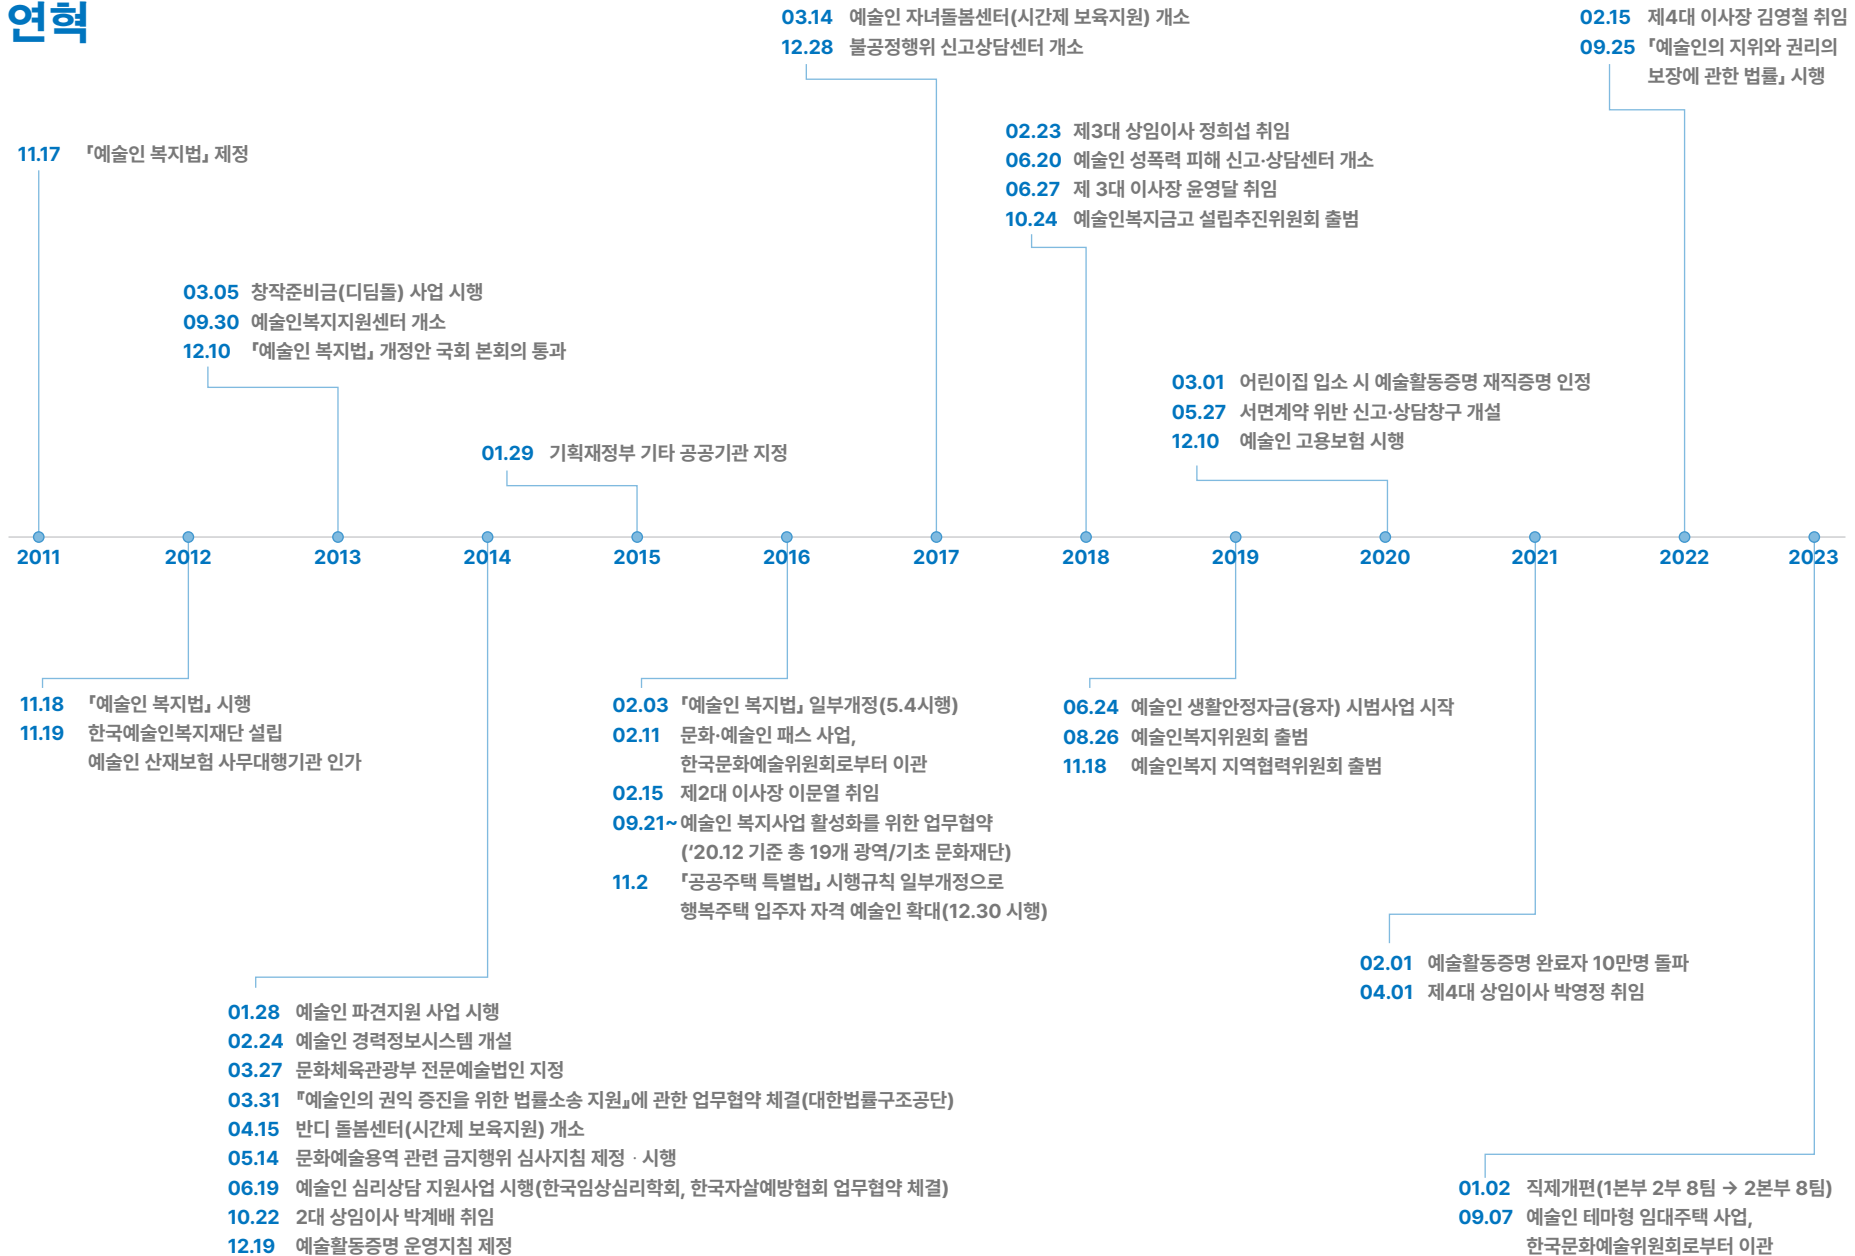 연혁
03.14 예술인 자녀돌봄센터(시간제 보육지원) 개소
12.28 불공정행위 신고상담센터 개소
02.15 제4대 이사장 김영철 취임
09.25 「예술인의 지위와 권리의
보장에 관한 법률」 시행
11.17 「예술인 복지법」 제정
02.23 제3대 상임이사 정희섭 취임
06.20 예술인 성폭력 피해 신고·상담센터 개소
06.27 제 3대 이사장 윤영달 취임
10.24 예술인복지금고 설립추진위원회 출범
03.05 창작준비금(디딤돌) 사업 시행
09.30 예술인복지지원센터 개소
12.10 「예술인 복지법」 개정안 국회 본회의 통과
03.01 어린이집 입소 시 예술활동증명 재직증명 인정
05.27 서면계약 위반 신고·상담창구 개설
12.10 예술인 고용보험 시행
01.29 기획재정부 기타 공공기관 지정
2011 2012 2013 2014 2015 2016 2017 2018 2019 2020 2021 2022 2023
11.18 「예술인 복지법」 시행
11.19 한국예술인복지재단 설립
예술인 산재보험 사무대행기관 인가
02.03 「예술인 복지법」 일부개정(5.4시행)
02.11 문화·예술인 패스 사업,
한국문화예술위원회로부터 이관
02.15 제2대 이사장 이문열 취임
09.21~ 예술인 복지사업 활성화를 위한 업무협약
(‘20.12 기준 총 19개 광역/기초 문화재단)
11.2 「공공주택 특별법」 시행규칙 일부개정으로
행복주택 입주자 자격 예술인 확대(12.30 시행)
06.24 예술인 생활안정자금(융자) 시범사업 시작
08.26 예술인복지위원회 출범
11.18 예술인복지 지역협력위원회 출범
02.01 예술활동증명 완료자 10만명 돌파
04.01 제4대 상임이사 박영정 취임
01.28 예술인 파견지원 사업 시행
02.24 예술인 경력정보시스템 개설
03.27 문화체육관광부 전문예술법인 지정
03.31 『예술인의 권익 증진을 위한 법률소송 지원』에 관한 업무협약 체결(대한법률구조공단)
04.15 반디 돌봄센터(시간제 보육지원) 개소
05.14 문화예술용역 관련 금지행위 심사지침 제정 · 시행
06.19 예술인 심리상담 지원사업 시행(한국임상심리학회, 한국자살예방협회 업무협약 체결)
10.22 2대 상임이사 박계배 취임
12.19 예술활동증명 운영지침 제정
01.02 직제개편(1본부 2부 8팀 → 2본부 8팀)
09.07 예술인 테마형 임대주택 사업,
한국문화예술위원회로부터 이관